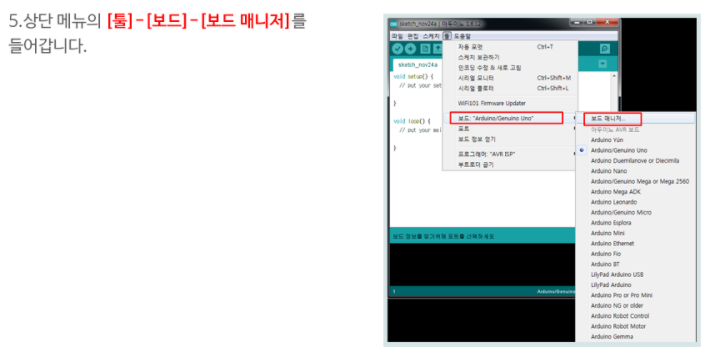 5.상단 메뉴의 [툴]-[보드]-[보드 매니저]를
들어갑니다.
sketch_nov24a | 아두이노 1.8.12
파일 편집 스케치 툴 도움말
sketch_nov24a
void setup() {
// put your set
}
void loop() {
// put your mai
}
자동 포맷 Ctrl+T
스케치 보관하기
인코딩 수정 & 새로 고침
시리얼 모니터 Ctrl+Shift+M
시리얼 플로터 Ctrl+Shift+L
WiFi101 Firmware Updater
보드: "Arduino/Genuino Uno"
포트
보드 정보 얻기
프로그래머: "AVR ISP"
부트로더 굽기
보드 매니저...
아두이노 AVR 보드
Arduino Yún
Arduino/Genuino Uno
Arduino Duemilanove or Diecimila
Arduino Nano
Arduino/Genuino Mega or Mega 2560
Arduino Mega ADK
Arduino Leonardo
Arduino/Genuino Micro
Arduino Esplora
Arduino Mini
Arduino Ethernet
Arduino Fio
Arduino BT
LilyPad Arduino USB
LilyPad Arduino
Arduino Pro or Pro Mini
Arduino NG or older
Arduino Robot Control
Arduino Robot Motor
Arduino Gemma
보드 정보를 얻기위해 포트를 선택하세요
1
Arduino/Genuino